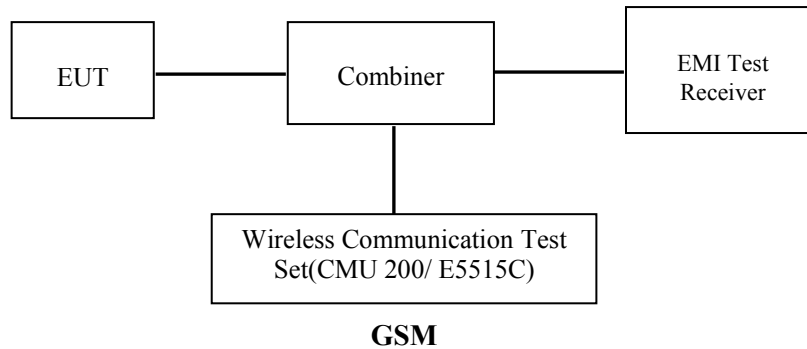 EUT
Combiner
EMI Test
Receiver
Wireless Communication Test
Set(CMU 200/ E5515C)
GSM